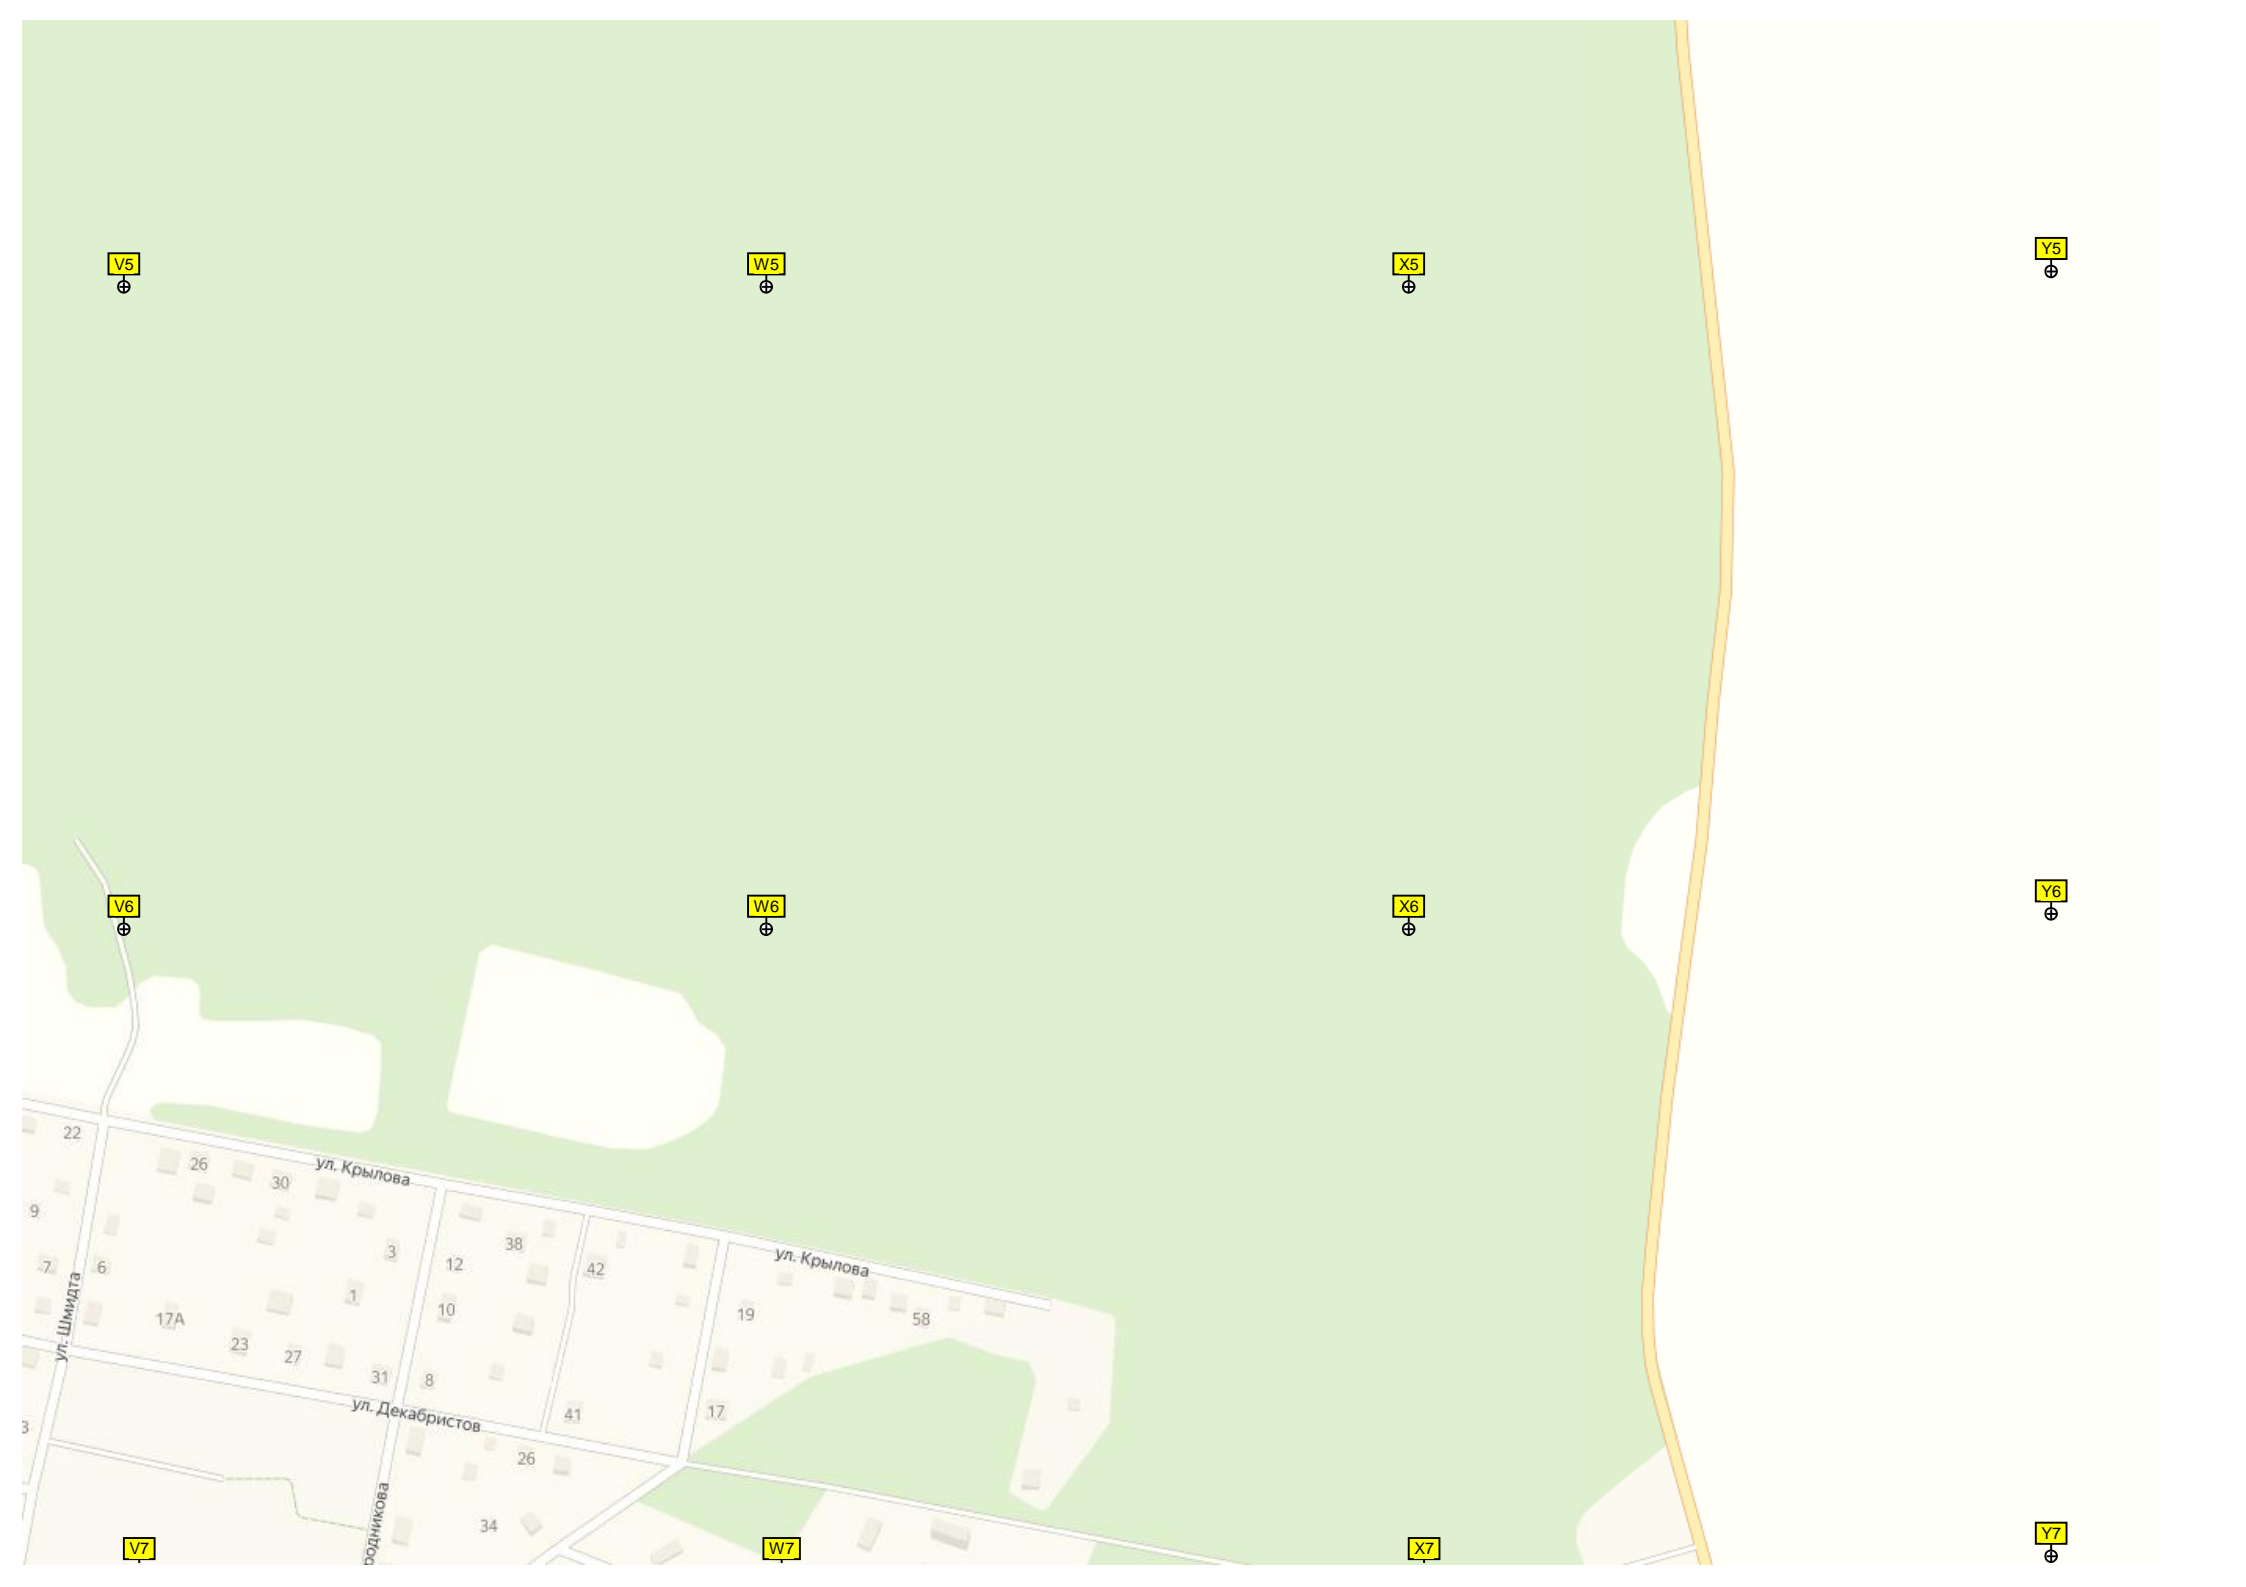 Y5
V5
W5
X5
Y6
V6
W6
X6
22
26
ул. Крылова
30
9
3
38
12
ул. Крылова
7
6
42
1
10
19
17А
58
ул. Шмидта
23
27
31
8
17
ул. Декабристов
41
3
26
34
родникова
Y7
V7
W7
X7